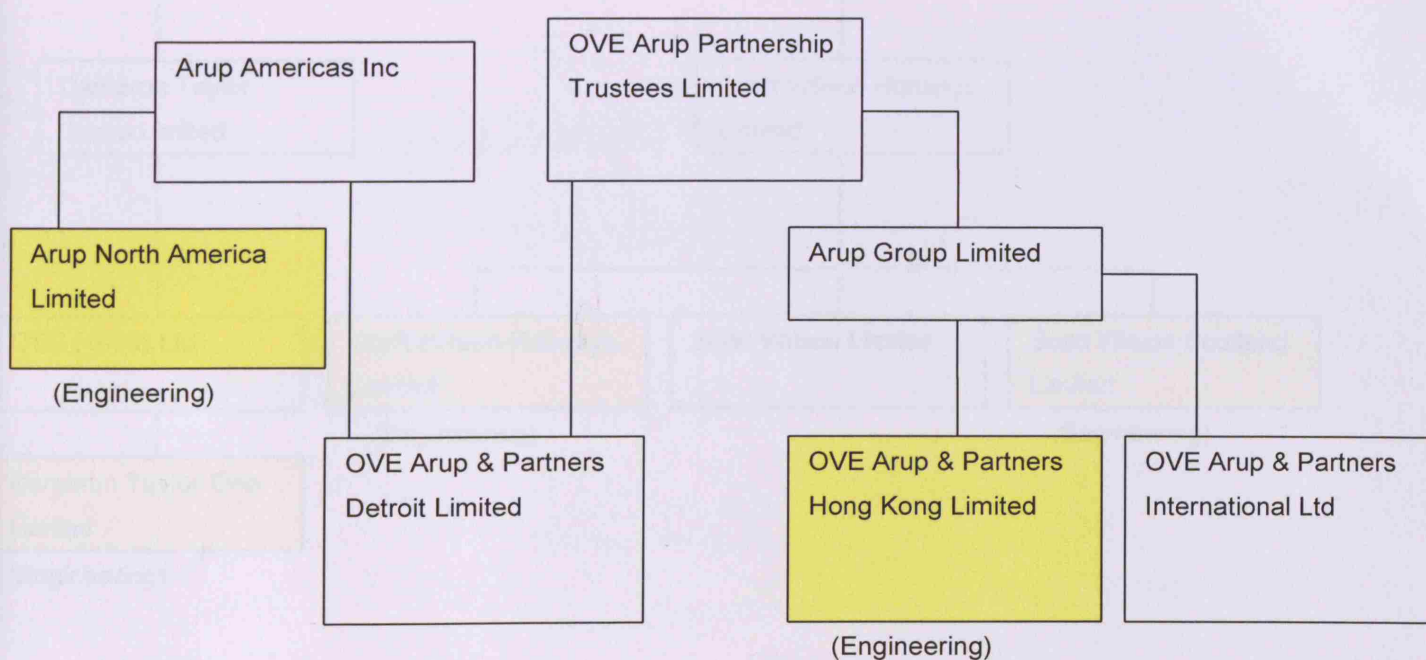 Arup Americas Inc
OVE Arup Partnership
Trustees Limited
Arup North America
Limited
(Engineering)
Arup Group Limited
OVE Arup & Partners
Detroit Limited
OVE Arup & Partners
Hong Kong Limited
(Engineering)
OVE Arup & Partners
International Ltd